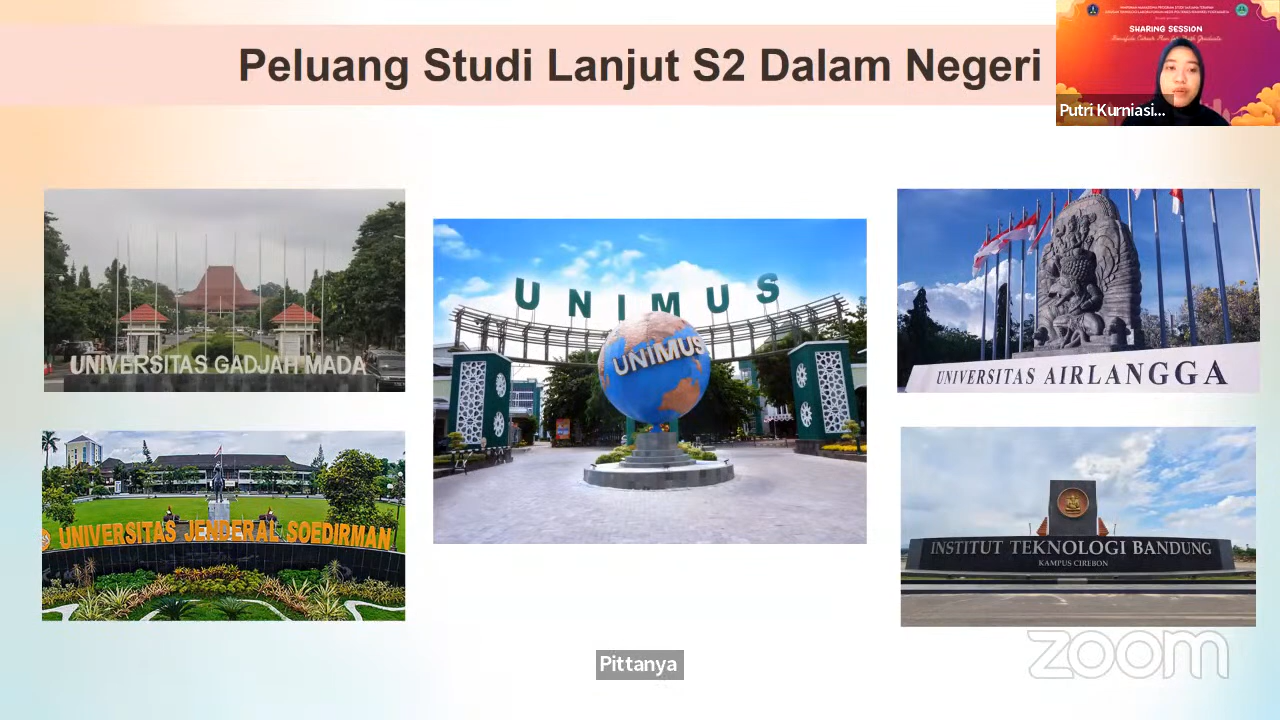 Peluang Studi Lanjut S2 Dalam Negeri
SHARING SESSION
Putri Kurniasi...
UNIVERSITAS GADJAH MADA
UNIMUS
UNIMUS
UNIVERSITAS AIRLANGGA
UNIVERSITAS JENDERAL SOEDIRMAN
INSTITUT TEKNOLOGI BANDUNG
KAMPUS CIREBON
Pittanya
zoom